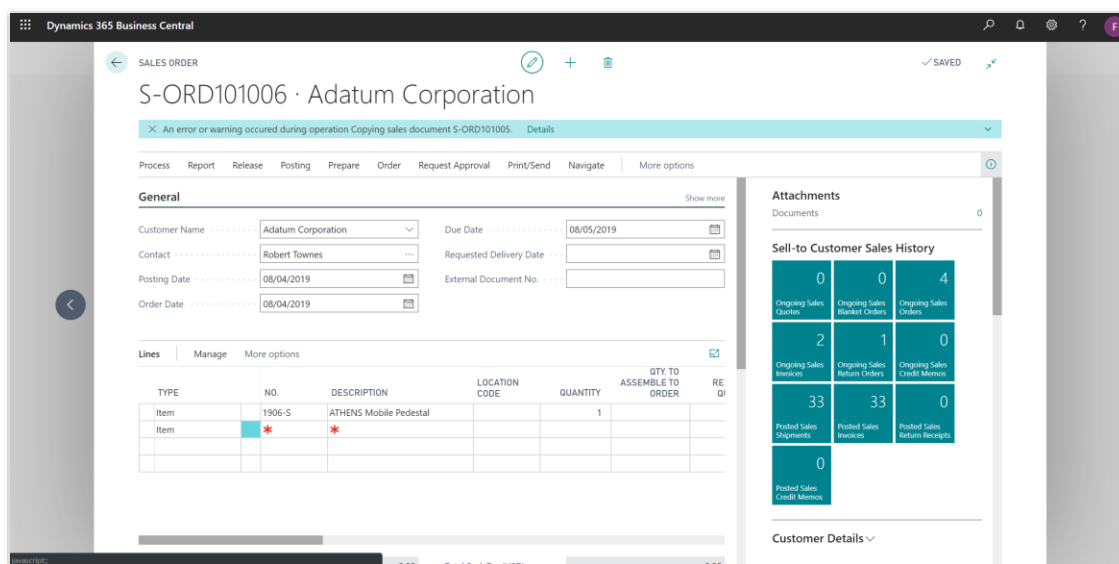 Dynamics 365 Business Central
?
F
SALES ORDER
SAVED
S-ORD101006 · Adatum Corporation
An error or warning occured during operation Copying sales document S-ORD101005. Details
Process Report Release Posting Prepare Order Request Approval Print/Send Navigate More options
General
Show more
Customer Name Adatum Corporation
Due Date 08/05/2019
Contact Robert Townes
Requested Delivery Date
Posting Date 08/04/2019
External Document No.
Order Date 08/04/2019
Lines Manage More options
TYPE NO. DESCRIPTION LOCATION CODE QUANTITY QTY. TO ASSEMBLE TO ORDER
Item 1906-S ATHENS Mobile Pedestal 1
Item * *
Attachments
Documents 0
Sell-to Customer Sales History
0 Ongoing Sales Quotes
0 Ongoing Sales Blanket Orders
4 Ongoing Sales Orders
2 Ongoing Sales Invoices
1 Ongoing Sales Return Orders
0 Ongoing Sales Credit Memos
33 Posted Sales Shipments
33 Posted Sales Invoices
0 Posted Sales Return Receipts
0 Posted Sales Credit Memos
Customer Details
javascript:;